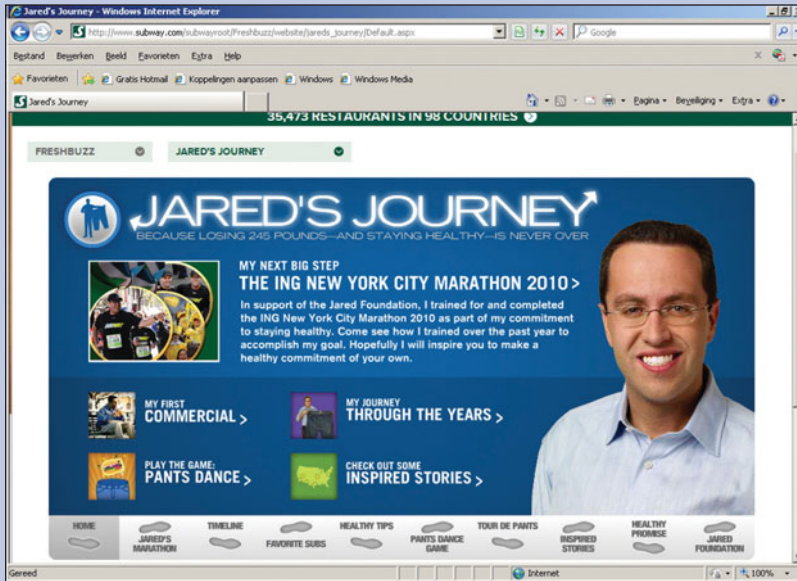 Jared's Journey - Windows Internet Explorer
http://www.subway.com/subwayroot/Freshbuzz/website/jareds_journey/Default.aspx
Google
Bestand Bewerken Beeld Favorieten Extra Help
Favorieten Gratis Hotmail Koppelingen aanpassen Windows Windows Media
Jared's Journey
Pagina Beveiliging Extra
35,473 RESTAURANTS IN 98 COUNTRIES
FRESHBUZZ JARED'S JOURNEY
JARED'S JOURNEY
BECAUSE LOSING 245 POUNDS—AND STAYING HEALTHY—IS NEVER OVER
MY NEXT BIG STEP
THE ING NEW YORK CITY MARATHON 2010 >
In support of the Jared Foundation, I trained for and completed
the ING New York City Marathon 2010 as part of my commitment
to staying healthy. Come see how I trained over the past year to
accomplish my goal. Hopefully I will inspire you to make a
healthy commitment of your own.
MY FIRST
COMMERCIAL >
MY JOURNEY
THROUGH THE YEARS >
PLAY THE GAME:
PANTS DANCE >
CHECK OUT SOME
INSPIRED STORIES >
HOME
JARED'S
MARATHON
TIMELINE
FAVORITE SUBS
HEALTHY TIPS
PANTS DANCE
GAME
TOUR DE PANTS
INSPIRED
STORIES
HEALTHY
PROMISE
JARED
FOUNDATION
Gereed Internet 100%